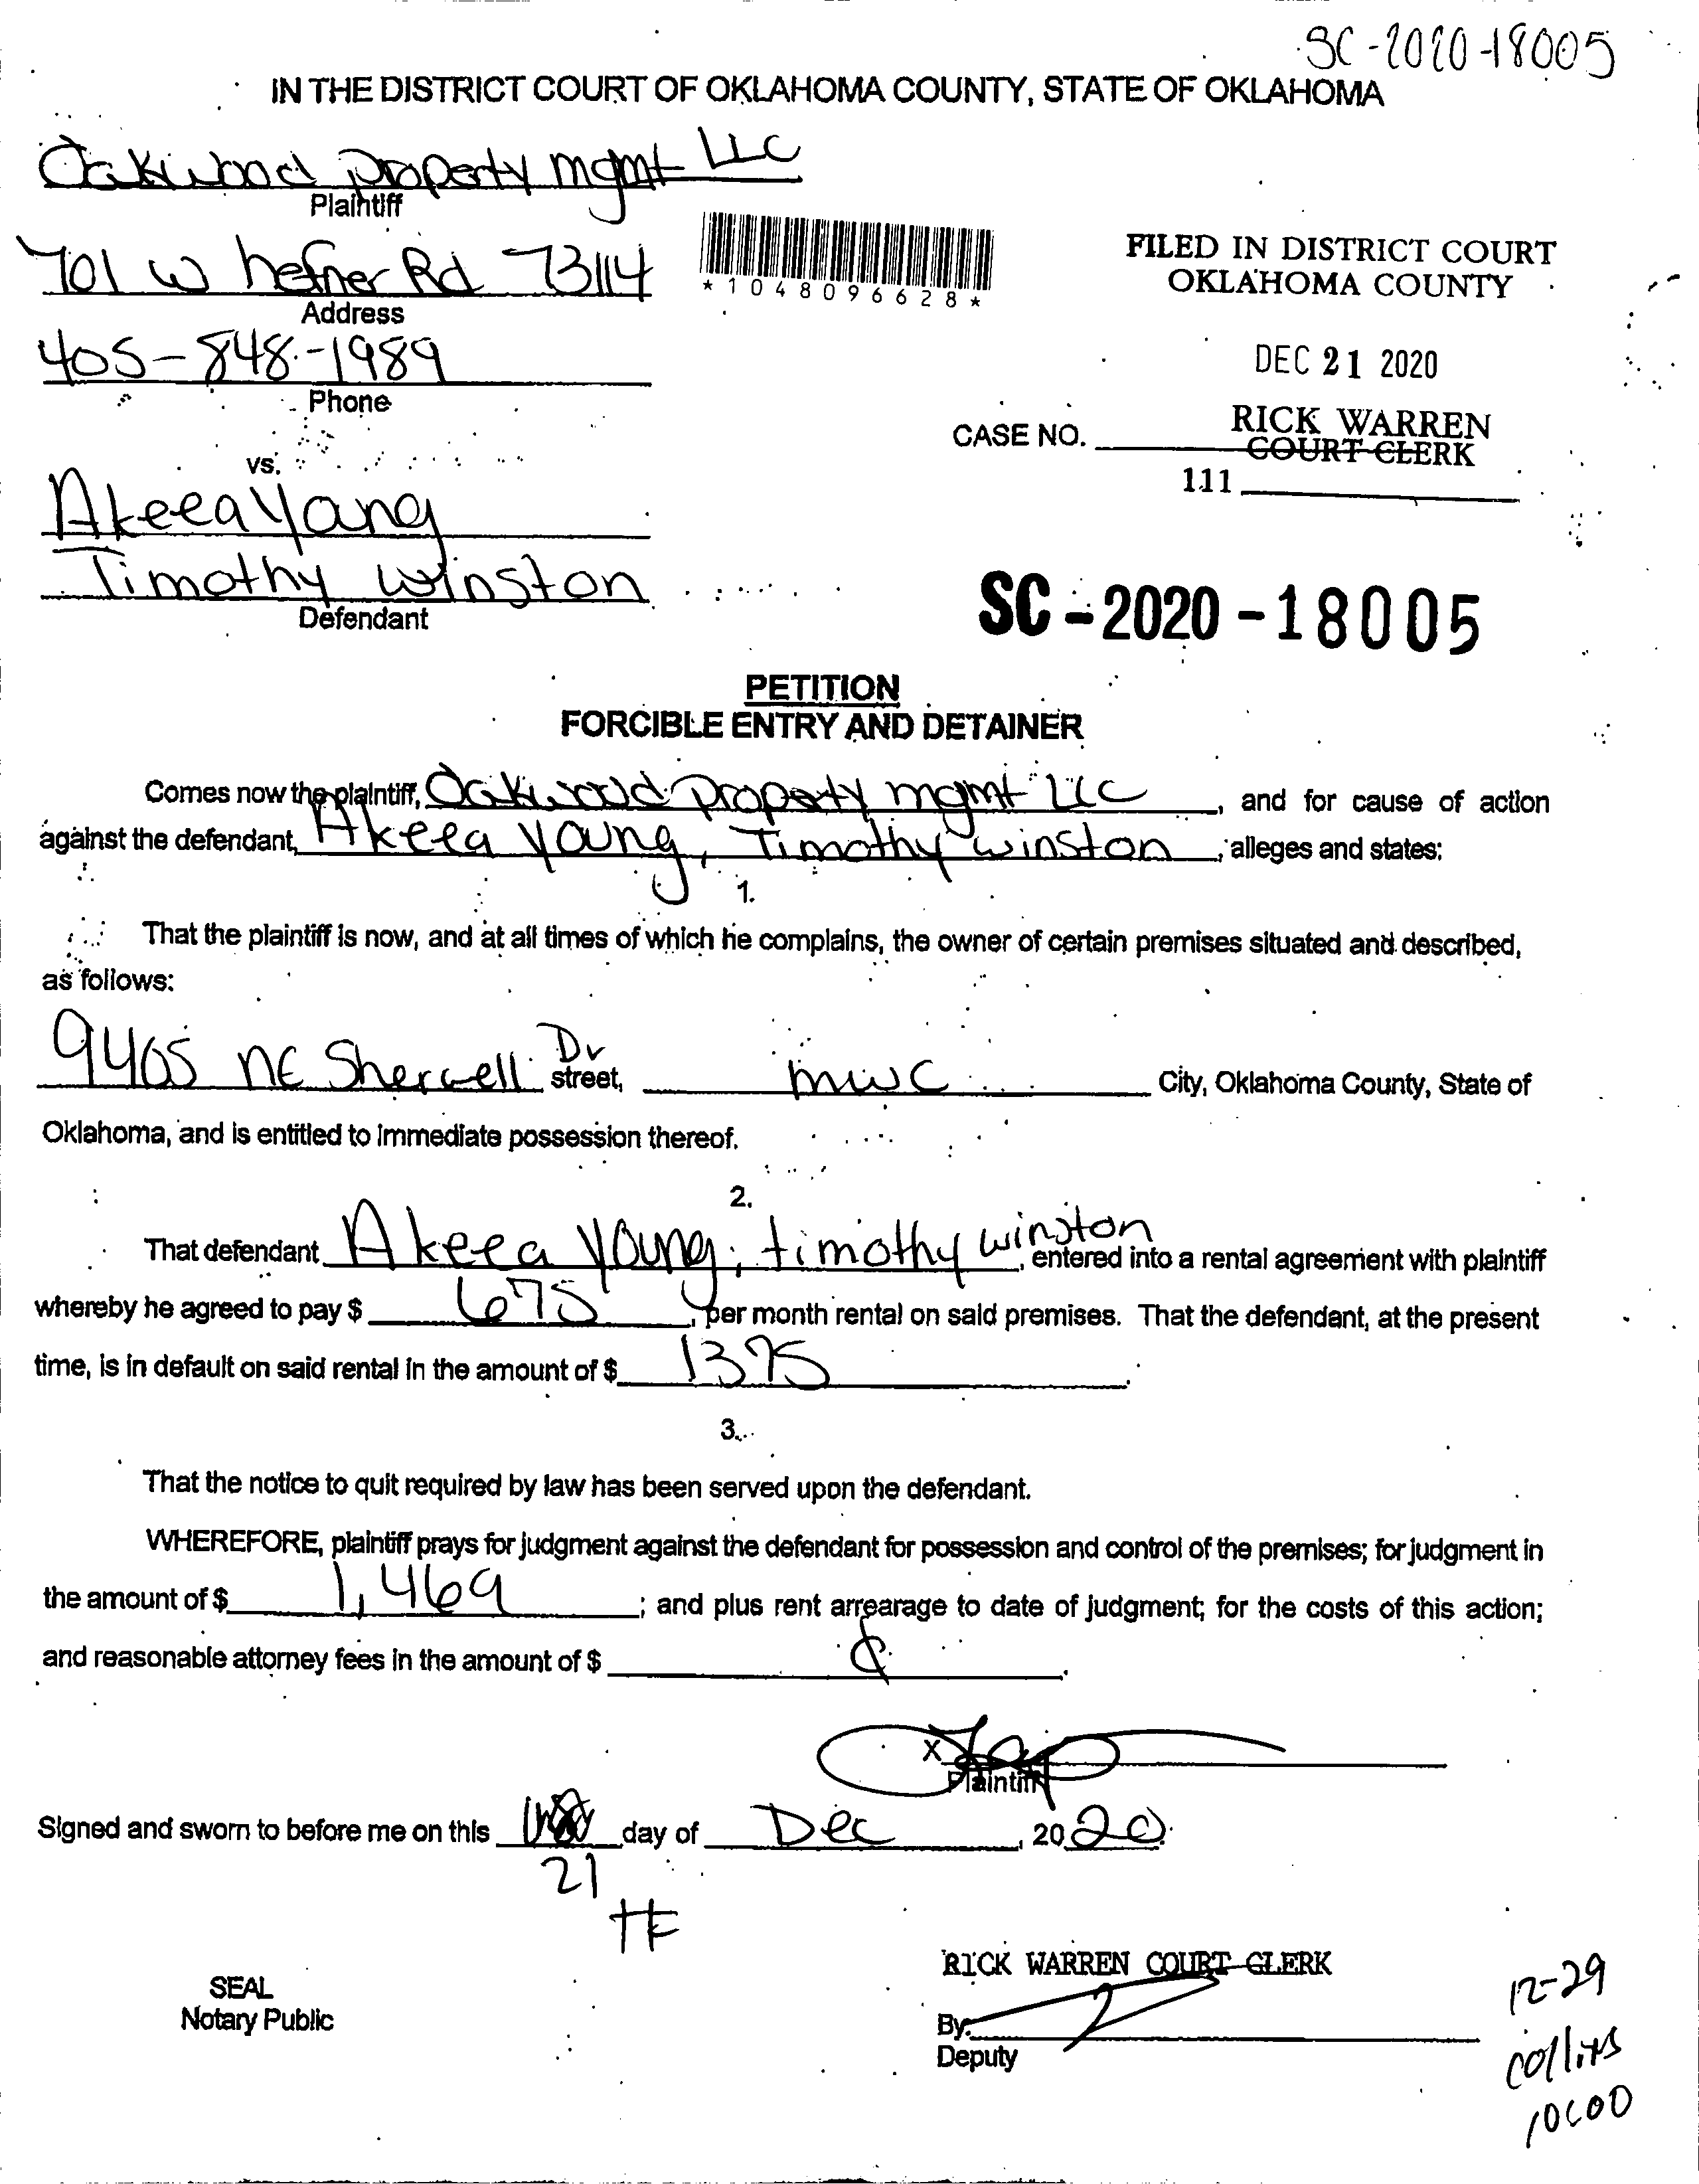 SC-2020-18005
IN THE DISTRICT COURT OF OKLAHOMA COUNTY, STATE OF OKLAHOMA
Oakwood property mgmt LLC
Plaintiff
701 W hefner Rd 73114
Address
*1048096628*
FILED IN DISTRICT COURT
OKLAHOMA COUNTY
405-848-1989
Phone
DEC 21 2020
CASE NO.
RICK WARREN
COURT CLERK
111
vs.
Akeea Young
Timothy Winston
Defendant
SC-2020-18005
PETITION
FORCIBLE ENTRY AND DETAINER
Comes now the plaintiff, Oakwood Property mgmt LLC, and for cause of action
against the defendant, Akeea Young, Timothy Winston, alleges and states:
1.
That the plaintiff is now, and at all times of which he complains, the owner of certain premises situated and described,
as follows:
9405 NE Sherwell Dr street, mwc City, Oklahoma County, State of
Oklahoma, and is entitled to immediate possession thereof.
2.
That defendant Akeea Young, timothy winston, entered into a rental agreement with plaintiff
whereby he agreed to pay $ 675, per month rental on said premises. That the defendant, at the present
time, is in default on said rental in the amount of $ 1395.
3.
That the notice to quit required by law has been served upon the defendant.
WHEREFORE, plaintiff prays for judgment against the defendant for possession and control of the premises; for judgment in
the amount of $ 1,469; and plus rent arrearage to date of judgment; for the costs of this action;
and reasonable attorney fees in the amount of $
X
Plaintiff
Signed and sworn to before me on this day of Dec, 2020.
21
RICK WARREN COURT CLERK
SEAL
Notary Public
By
Deputy
12-29